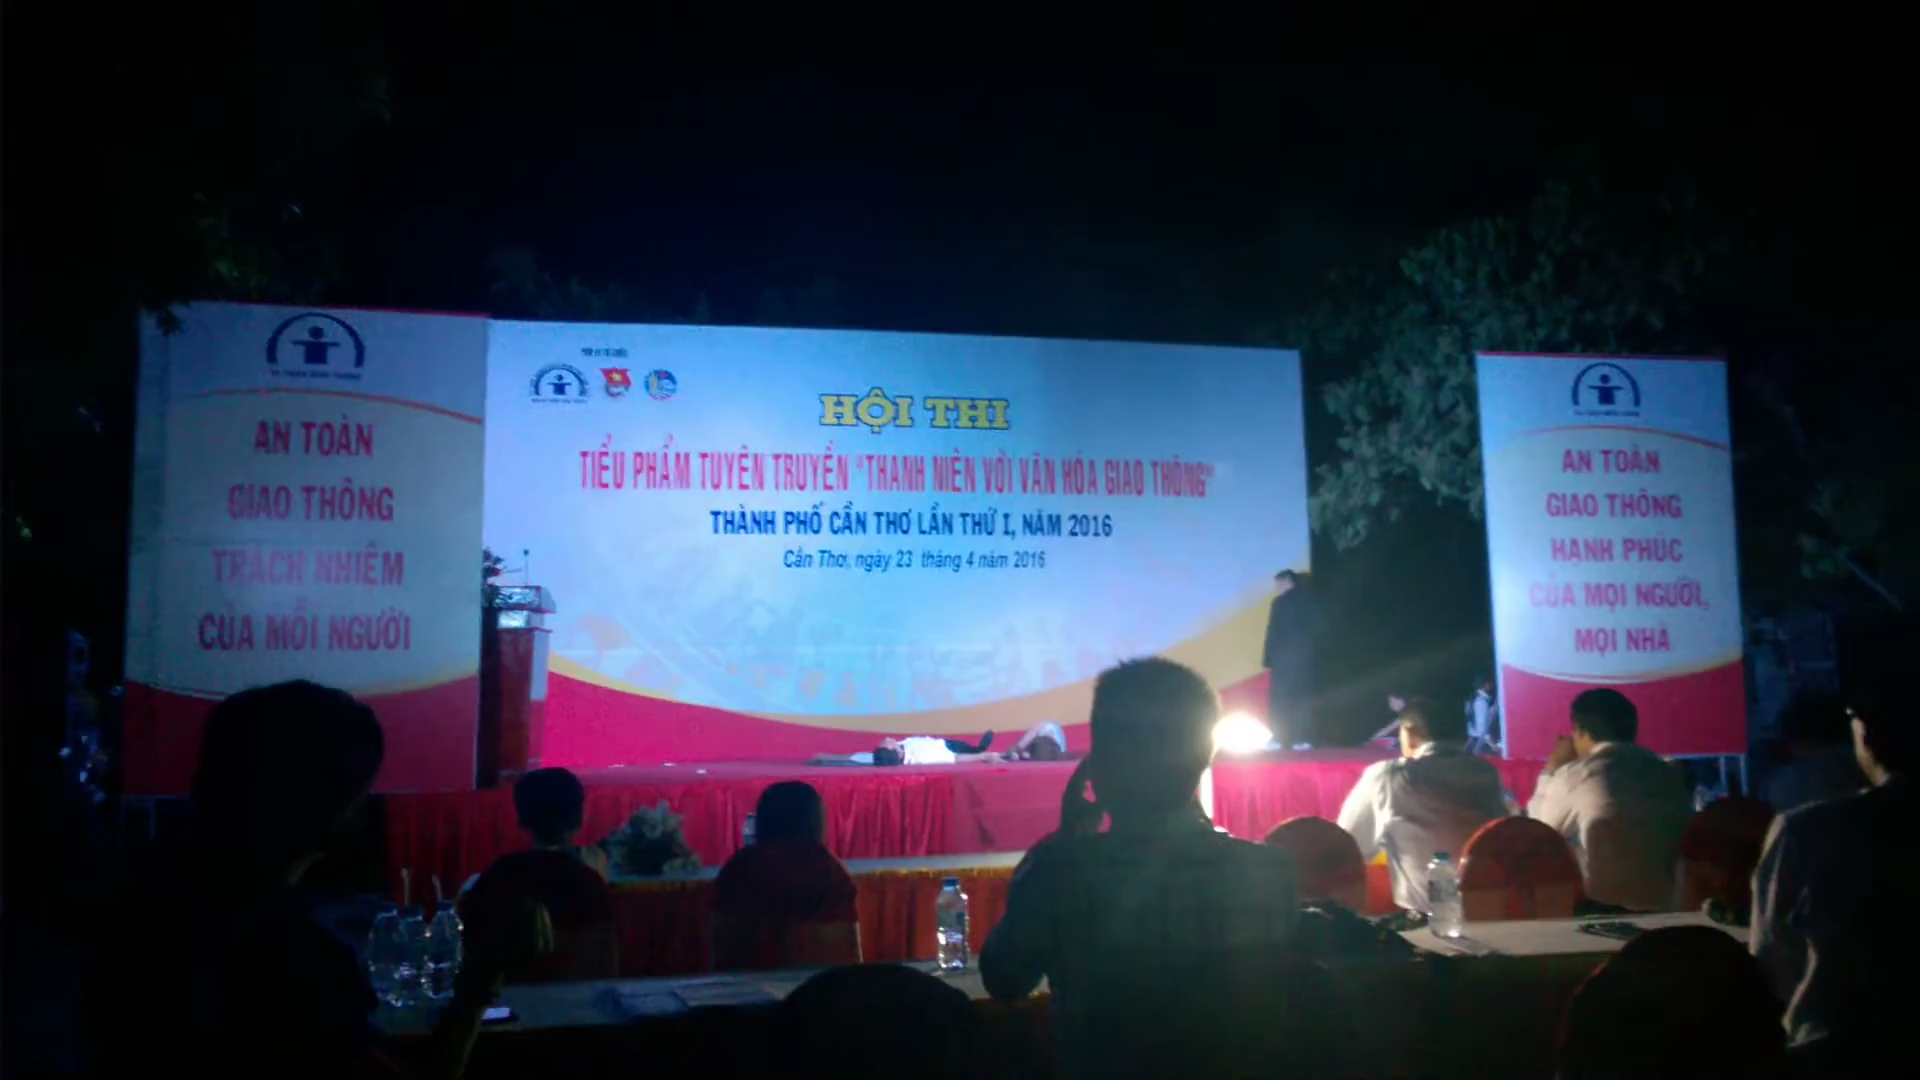 AN TOÀN
GIAO THÔNG
TRÁCH NHIỆM
CỦA MỖI NGƯỜI
HỘI THI
TIỂU PHẨM TUYÊN TRUYỀN "THANH NIÊN VỚI VĂN HÓA GIAO THÔNG"
THÀNH PHỐ CẦN THƠ LẦN THỨ I, NĂM 2016
Cần Thơ, ngày 23 tháng 4 năm 2016
AN TOÀN
GIAO THÔNG
HẠNH PHÚC
CỦA MỌI NGƯỜI,
MỌI NHÀ